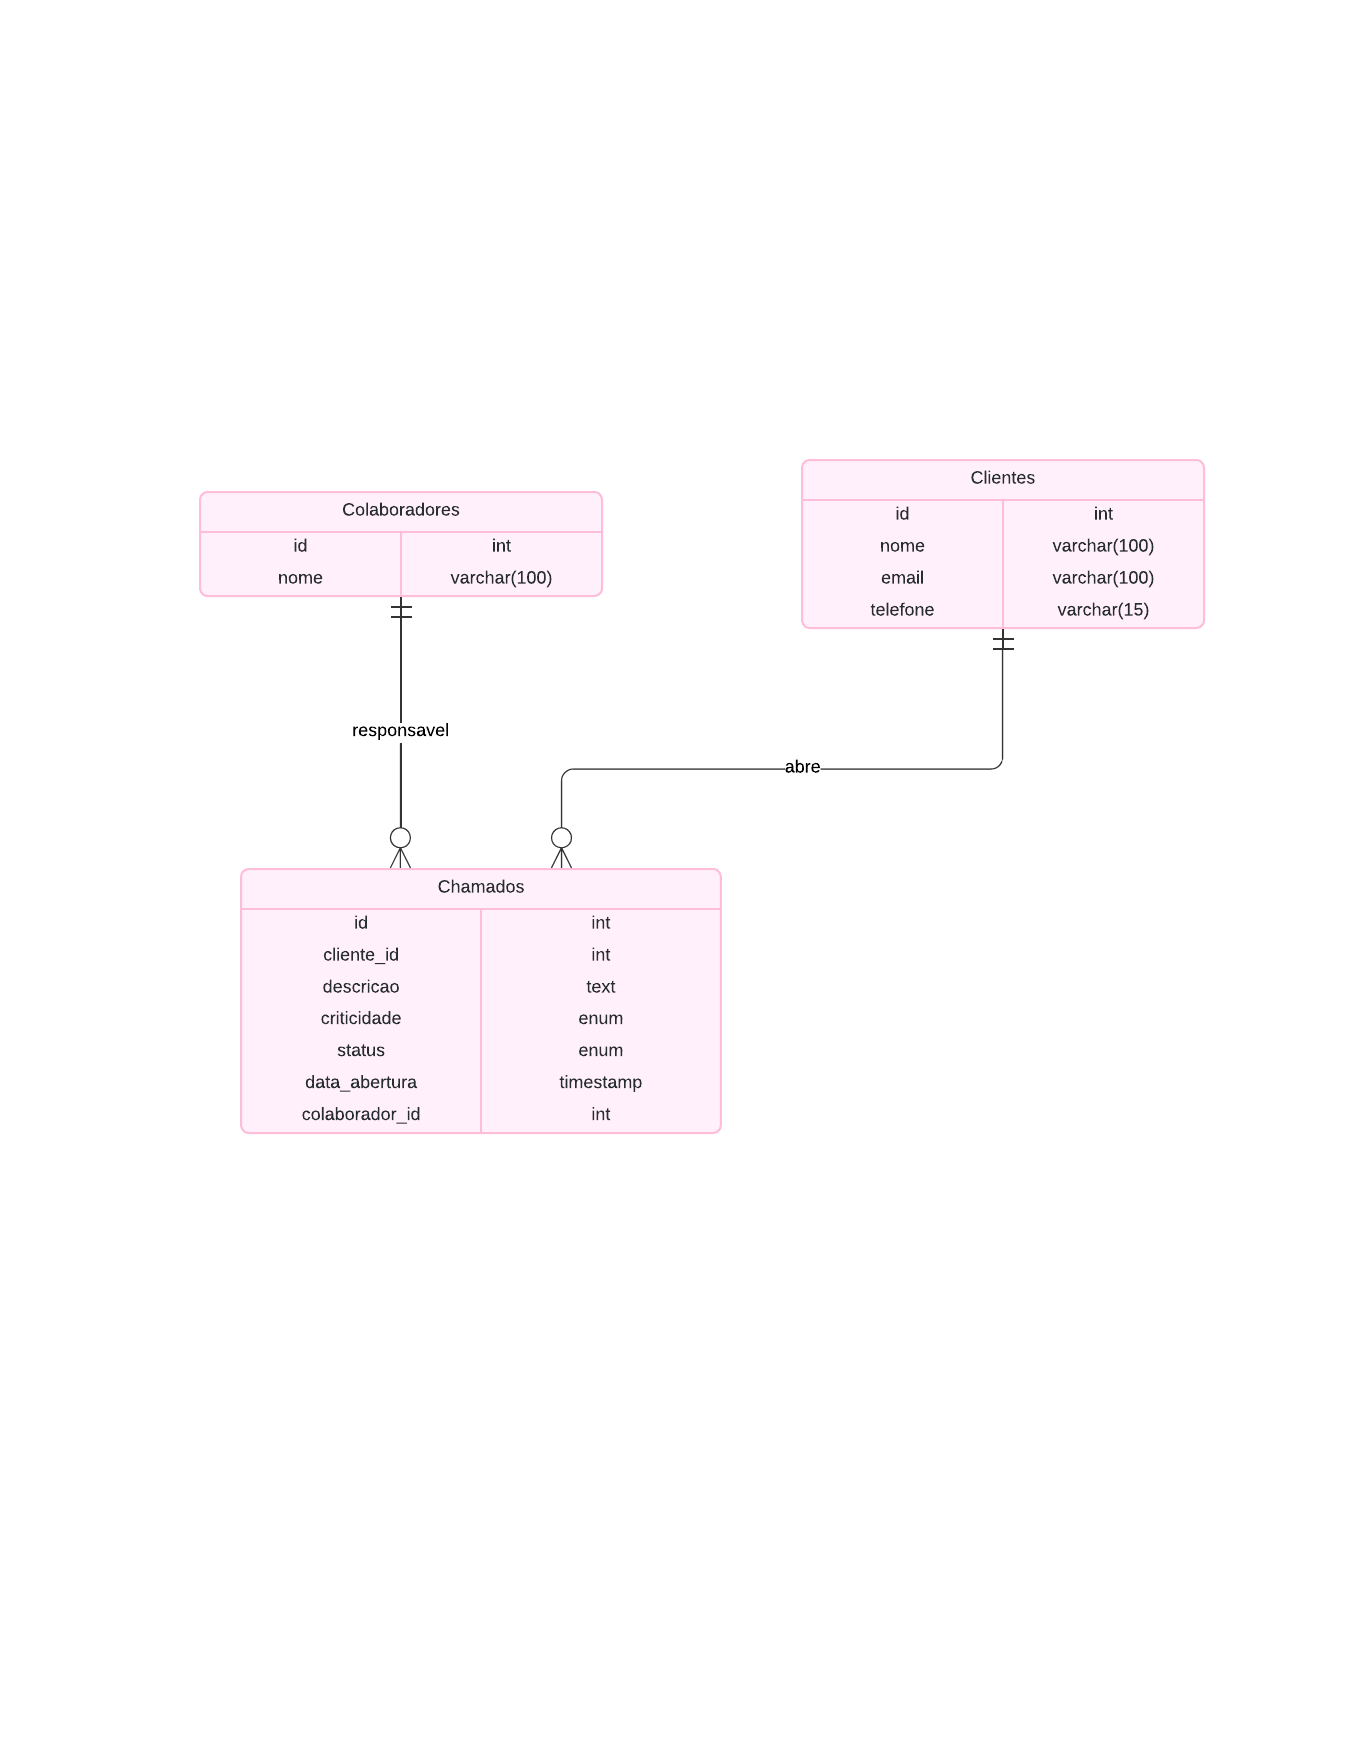 Colaboradores
id int
nome varchar(100)
Clientes
id int
nome varchar(100)
email varchar(100)
telefone varchar(15)
responsavel
abre
Chamados
id int
cliente_id int
descricao text
criticidade enum
status enum
data_abertura timestamp
colaborador_id int